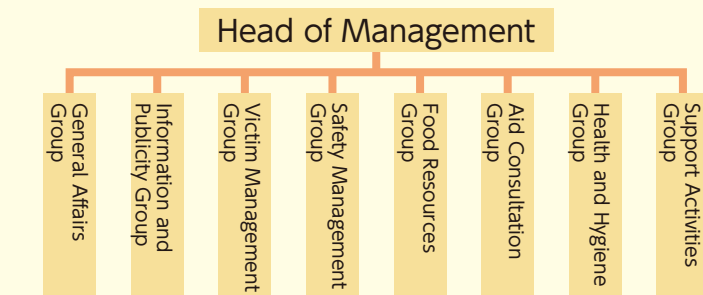 Head of Management
General Affairs
Group
Information and
Publicity Group
Victim Management
Group
Safety Management
Group
Food Resources
Group
Aid Consultation
Group
Health and Hygiene
Group
Support Activities
Group